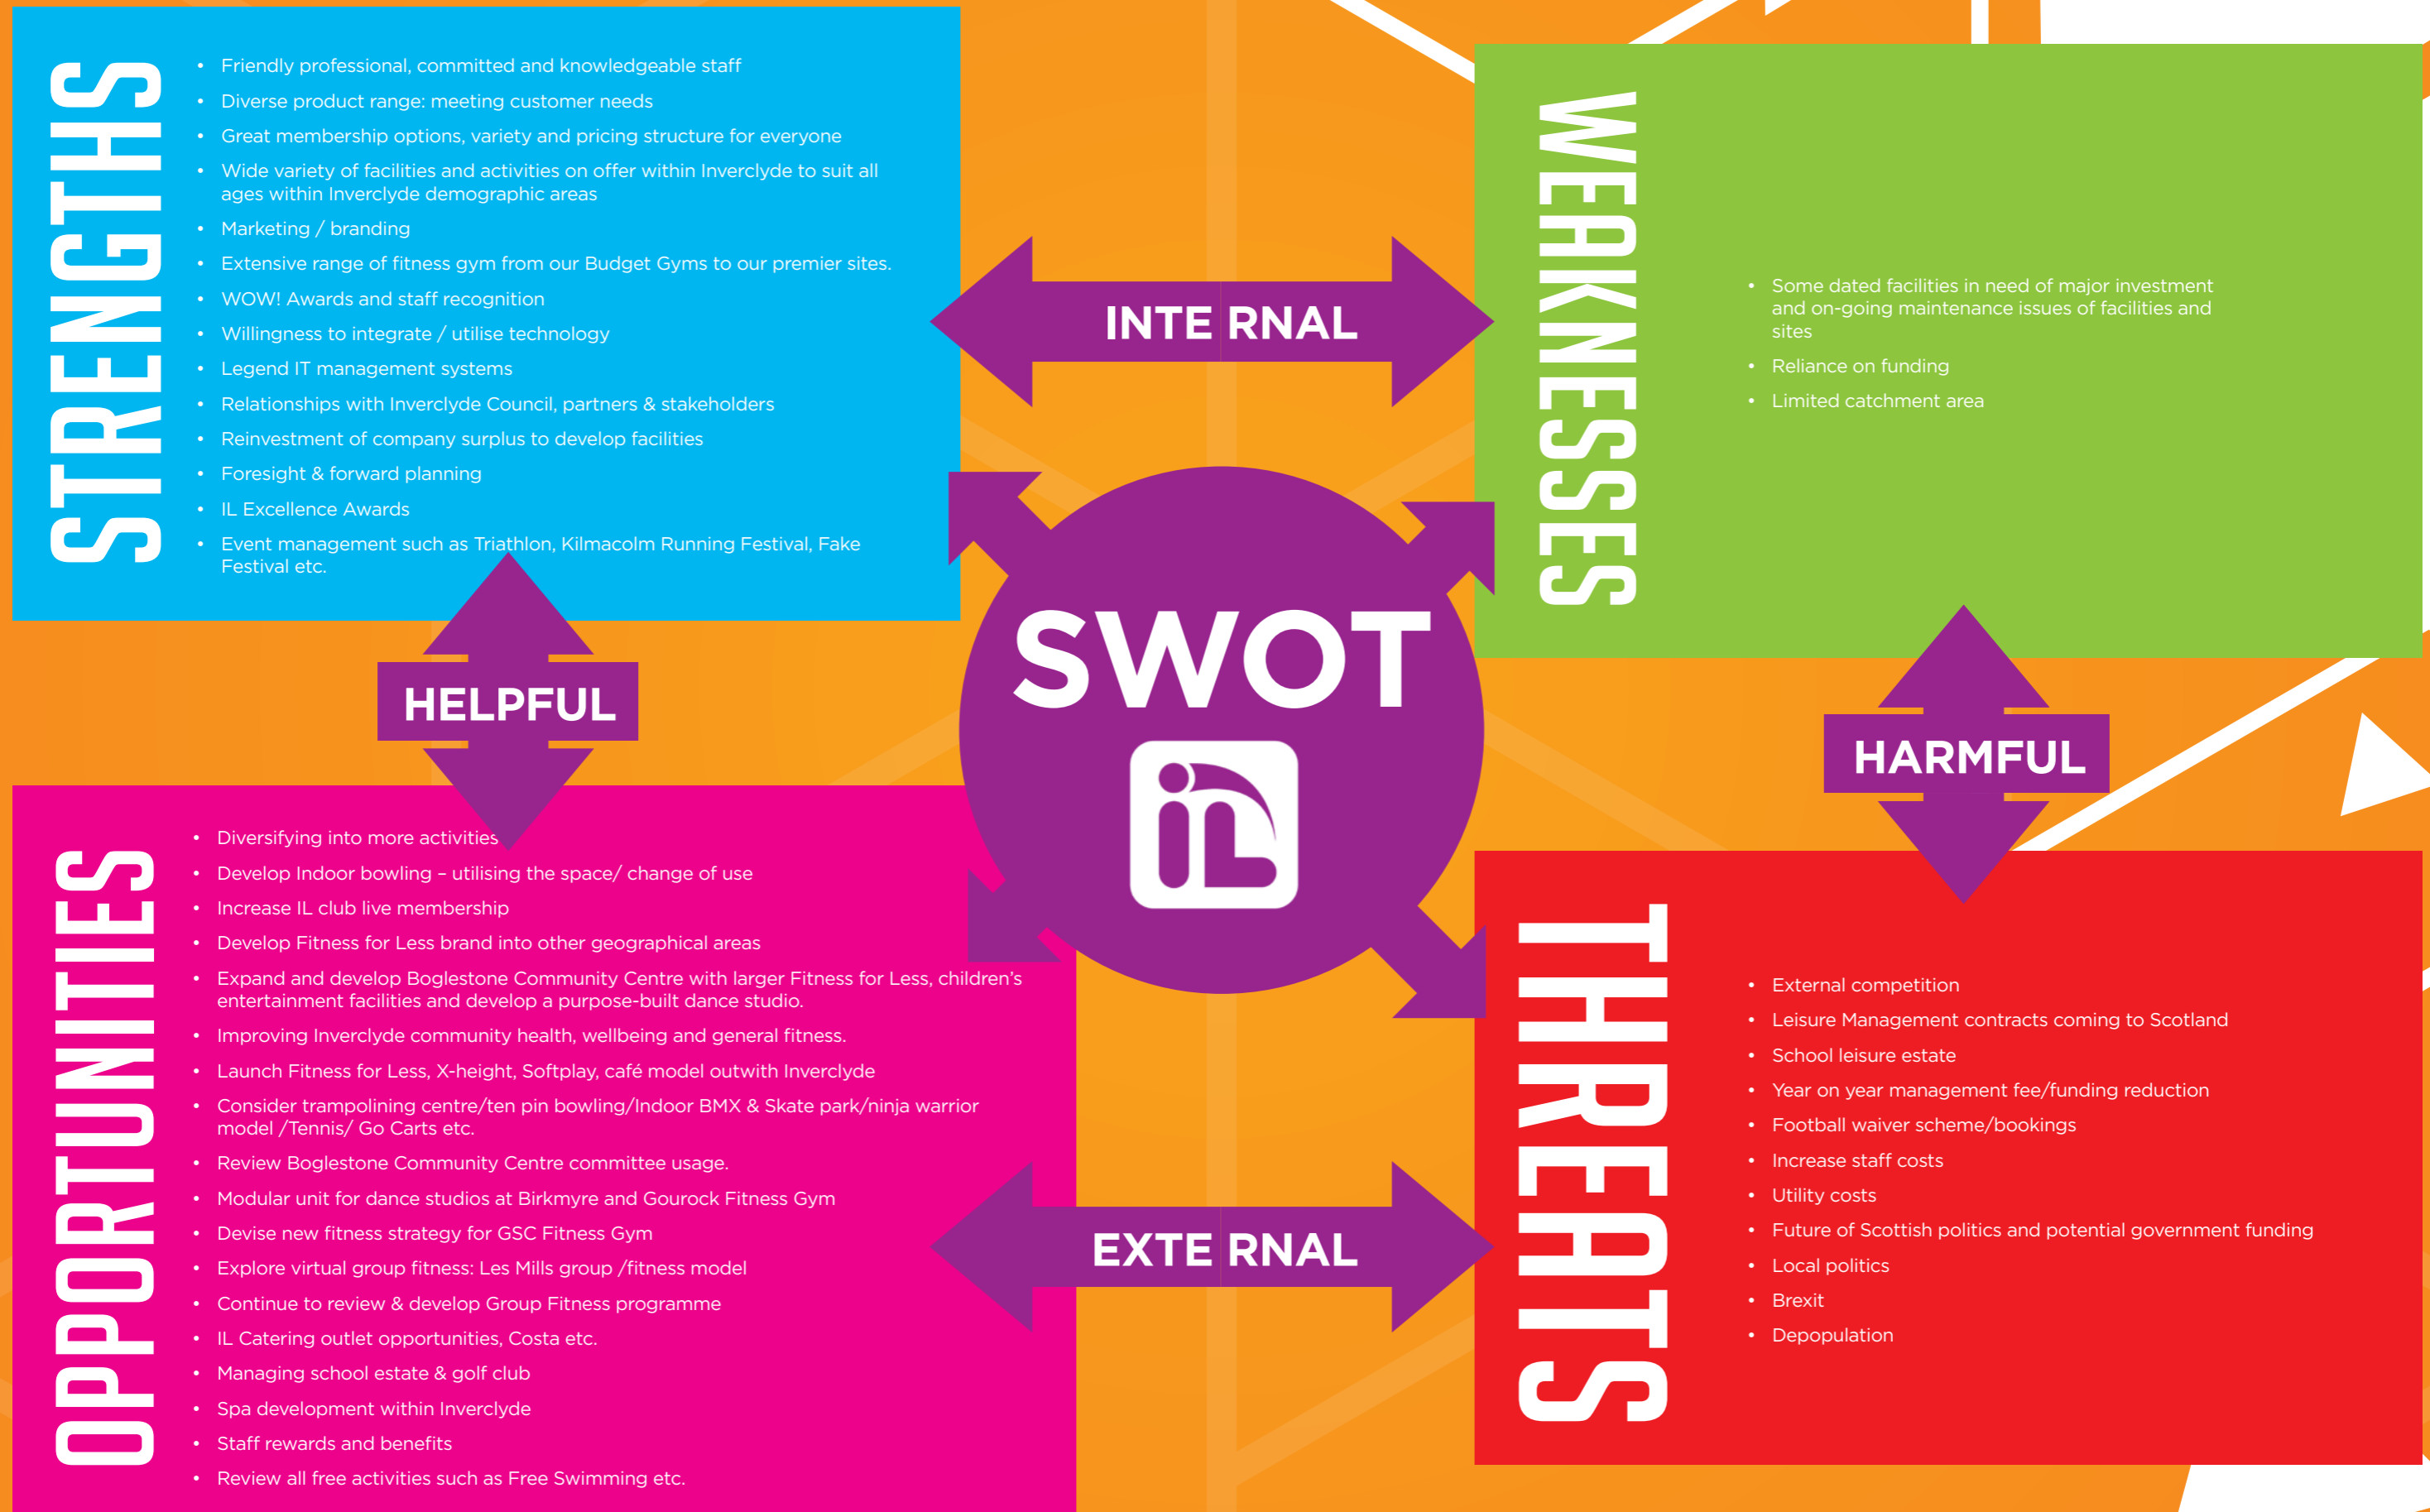 STRENGTHS
• Friendly professional, committed and knowledgeable staff
• Diverse product range: meeting customer needs
• Great membership options, variety and pricing structure for everyone
• Wide variety of facilities and activities on offer within Inverclyde to suit all
ages within Inverclyde demographic areas
• Marketing / branding
• Extensive range of fitness gym from our Budget Gyms to our premier sites.
• WOW! Awards and staff recognition
• Willingness to integrate / utilise technology
• Legend IT management systems
• Relationships with Inverclyde Council, partners & stakeholders
• Reinvestment of company surplus to develop facilities
• Foresight & forward planning
• IL Excellence Awards
• Event management such as Triathlon, Kilmacolm Running Festival, Fake
Festival etc.
INTERNAL
WEAKNESSES
• Some dated facilities in need of major investment
and on-going maintenance issues of facilities and
sites
• Reliance on funding
• Limited catchment area
HELPFUL
SWOT
iL
HARMFUL
OPPORTUNITIES
• Diversifying into more activities
• Develop Indoor bowling – utilising the space/ change of use
• Increase IL club live membership
• Develop Fitness for Less brand into other geographical areas
• Expand and develop Boglestone Community Centre with larger Fitness for Less, children’s
entertainment facilities and develop a purpose-built dance studio.
• Improving Inverclyde community health, wellbeing and general fitness.
• Launch Fitness for Less, X-height, Softplay, café model outwith Inverclyde
• Consider trampolining centre/ten pin bowling/Indoor BMX & Skate park/ninja warrior
model /Tennis/ Go Carts etc.
• Review Boglestone Community Centre committee usage.
• Modular unit for dance studios at Birkmyre and Gourock Fitness Gym
• Devise new fitness strategy for GSC Fitness Gym
• Explore virtual group fitness: Les Mills group /fitness model
• Continue to review & develop Group Fitness programme
• IL Catering outlet opportunities, Costa etc.
• Managing school estate & golf club
• Spa development within Inverclyde
• Staff rewards and benefits
• Review all free activities such as Free Swimming etc.
EXTERNAL
THREATS
• External competition
• Leisure Management contracts coming to Scotland
• School leisure estate
• Year on year management fee/funding reduction
• Football waiver scheme/bookings
• Increase staff costs
• Utility costs
• Future of Scottish politics and potential government funding
• Local politics
• Brexit
• Depopulation